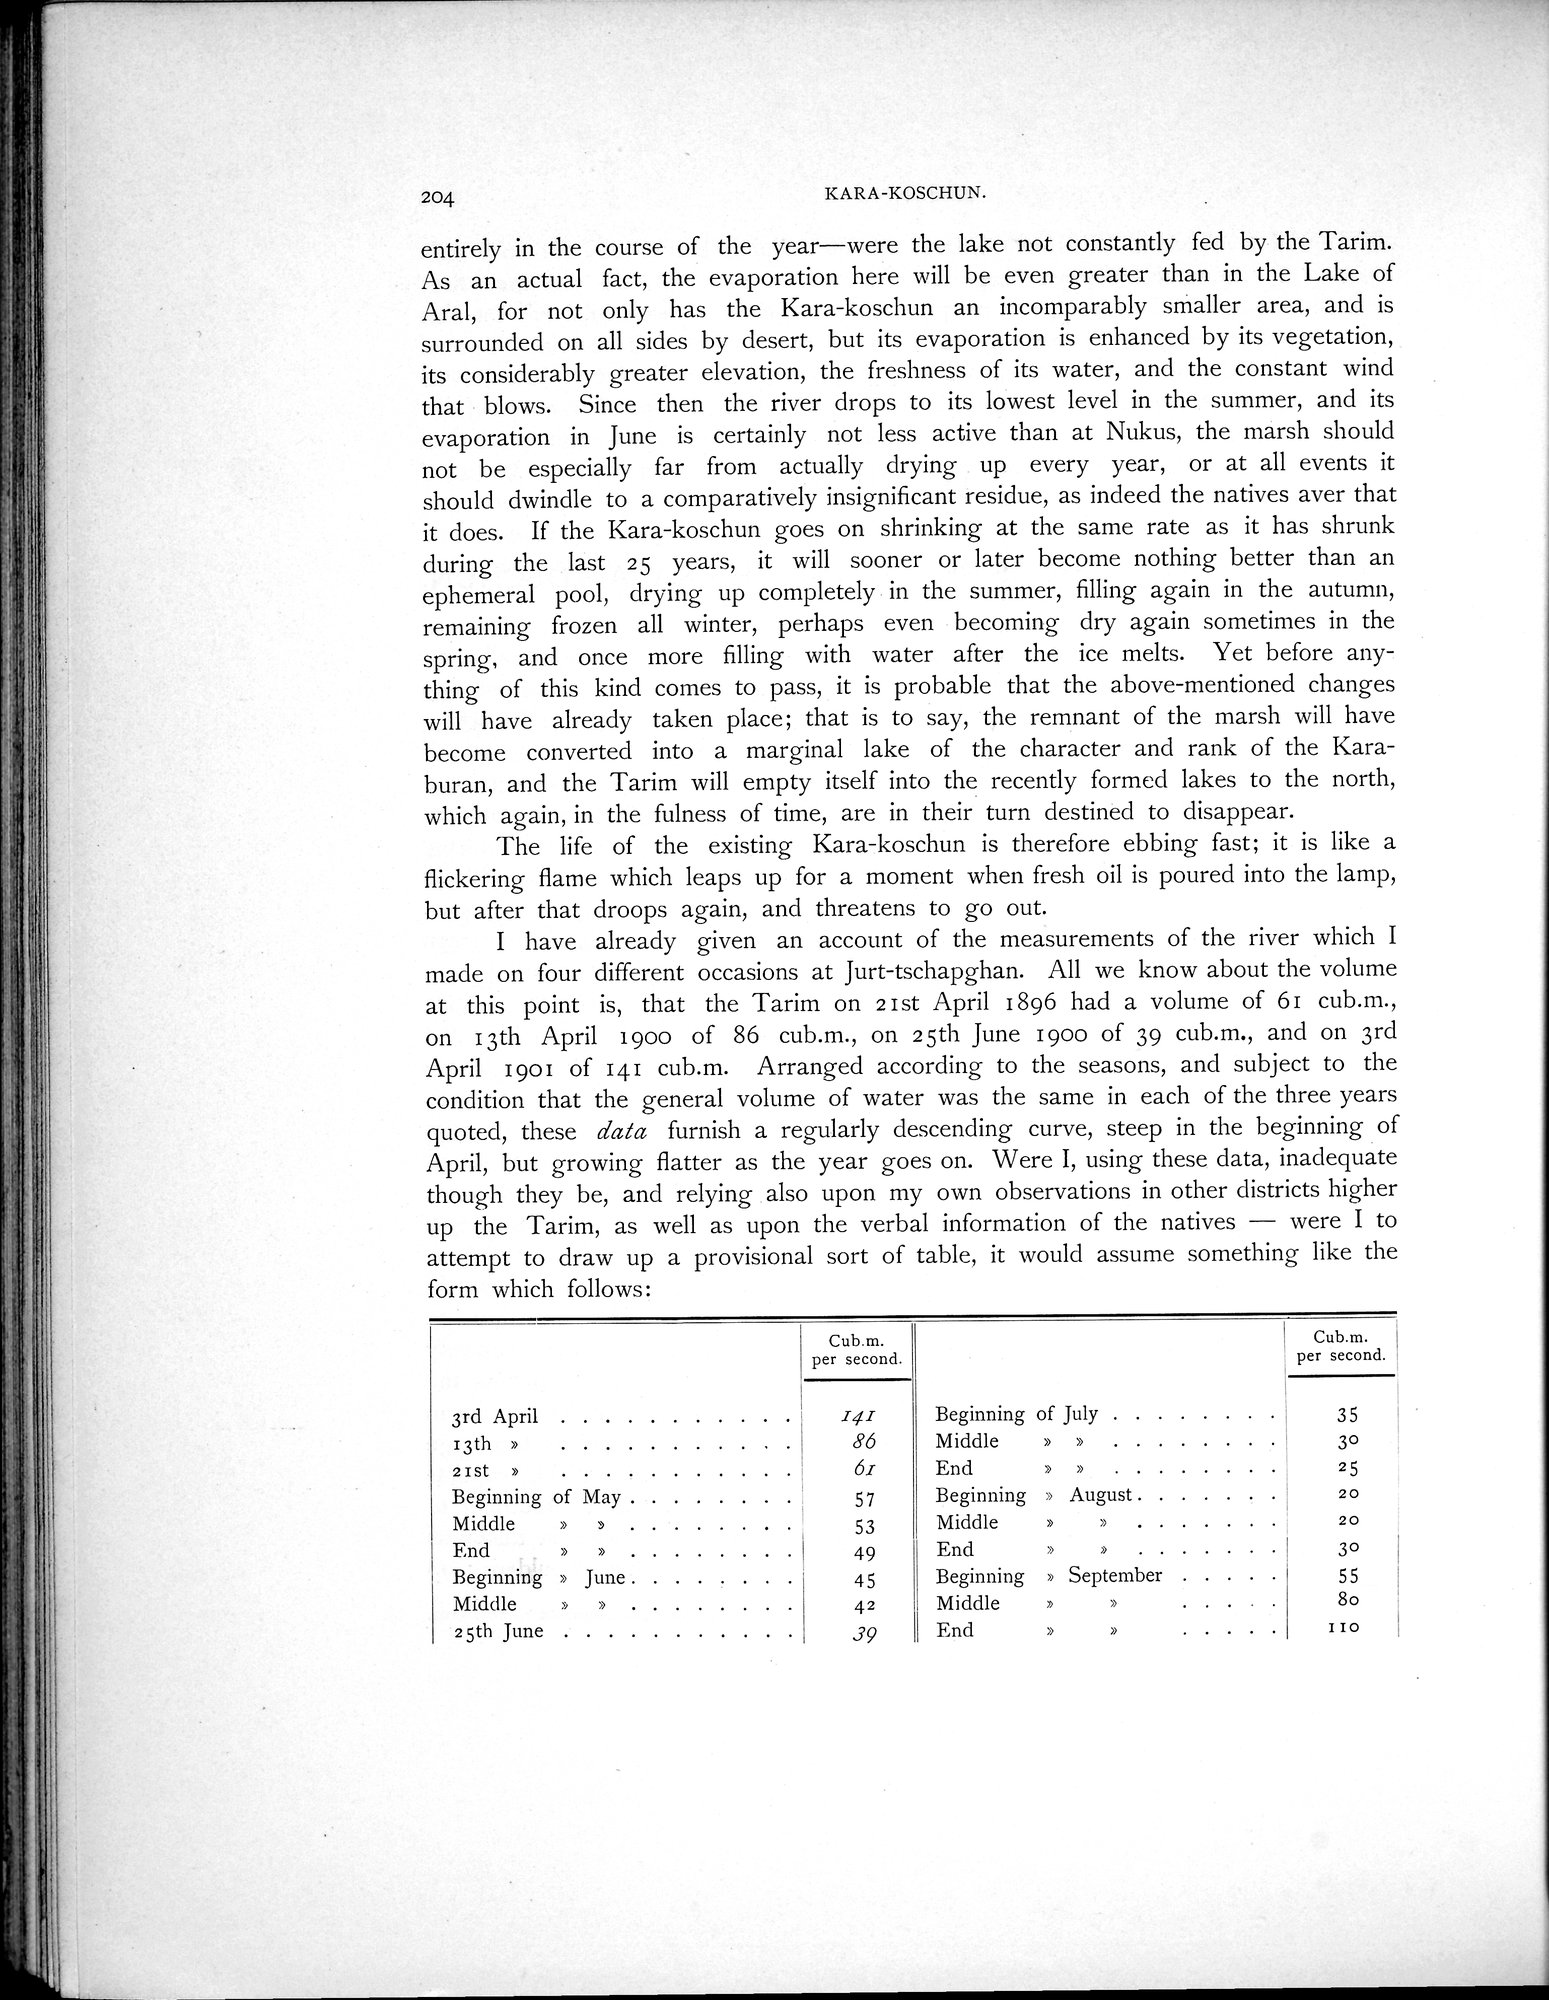 204
KARA-KOSCHUN.
entirely in the course of the year—were the lake not constantly fed by the Tarim.
As an actual fact, the evaporation here will be even greater than in the Lake of
Aral, for not only has the Kara-koschun an incomparably smaller area, and is
surrounded on all sides by desert, but its evaporation is enhanced by its vegetation,
its considerably greater elevation, the freshness of its water, and the constant wind
that blows. Since then the river drops to its lowest level in the summer, and its
evaporation in June is certainly not less active than at Nukus, the marsh should
not be especially far from actually drying up every year, or at all events it
should dwindle to a comparatively insignificant residue, as indeed the natives aver that
it does. If the Kara-koschun goes on shrinking at the same rate as it has shrunk
during the last 25 years, it will sooner or later become nothing better than an
ephemeral pool, drying up completely in the summer, filling again in the autumn,
remaining frozen all winter, perhaps even becoming dry again sometimes in the
spring, and once more filling with water after the ice melts. Yet before any-
thing of this kind comes to pass, it is probable that the above-mentioned changes
will have already taken place; that is to say, the remnant of the marsh will have
become converted into a marginal lake of the character and rank of the Kara-
buran, and the Tarim will empty itself into the recently formed lakes to the north,
which again, in the fulness of time, are in their turn destined to disappear.
The life of the existing Kara-koschun is therefore ebbing fast; it is like a
flickering flame which leaps up for a moment when fresh oil is poured into the lamp,
but after that droops again, and threatens to go out.
I have already given an account of the measurements of the river which I
made on four different occasions at Jurt-tschapghan. All we know about the volume
at this point is, that the Tarim on 21st April 1896 had a volume of 61 cub.m.,
on 13th April 1900 of 86 cub.m., on 25th June 1900 of 39 cub.m., and on 3rd
April 1901 of 141 cub.m. Arranged according to the seasons, and subject to the
condition that the general volume of water was the same in each of the three years
quoted, these data furnish a regularly descending curve, steep in the beginning of
April, but growing flatter as the year goes on. Were I, using these data, inadequate
though they be, and relying also upon my own observations in other districts higher
up the Tarim, as well as upon the verbal information of the natives — were I to
attempt to draw up a provisional sort of table, it would assume something like the
form which follows:
Cub.m.
per second.
3rd April . . . . . . . . . . . 141
13th » . . . . . . . . . . . 86
21st » . . . . . . . . . . . 61
Beginning of May . . . . . . . . 57
Middle » » . . . . . . . . 53
End » » . . . . . . . . 49
Beginning » June . . . . . . . . 45
Middle » » . . . . . . . . 42
25th June . . . . . . . . . . . 39
Cub.m.
per second.
Beginning of July . . . . . . . . 35
Middle » » . . . . . . . . 30
End » » . . . . . . . . 25
Beginning » August . . . . . . . 20
Middle » » . . . . . . . 20
End » » . . . . . . . 30
Beginning » September . . . . . 55
Middle » » . . . . . 80
End » » . . . . . 110